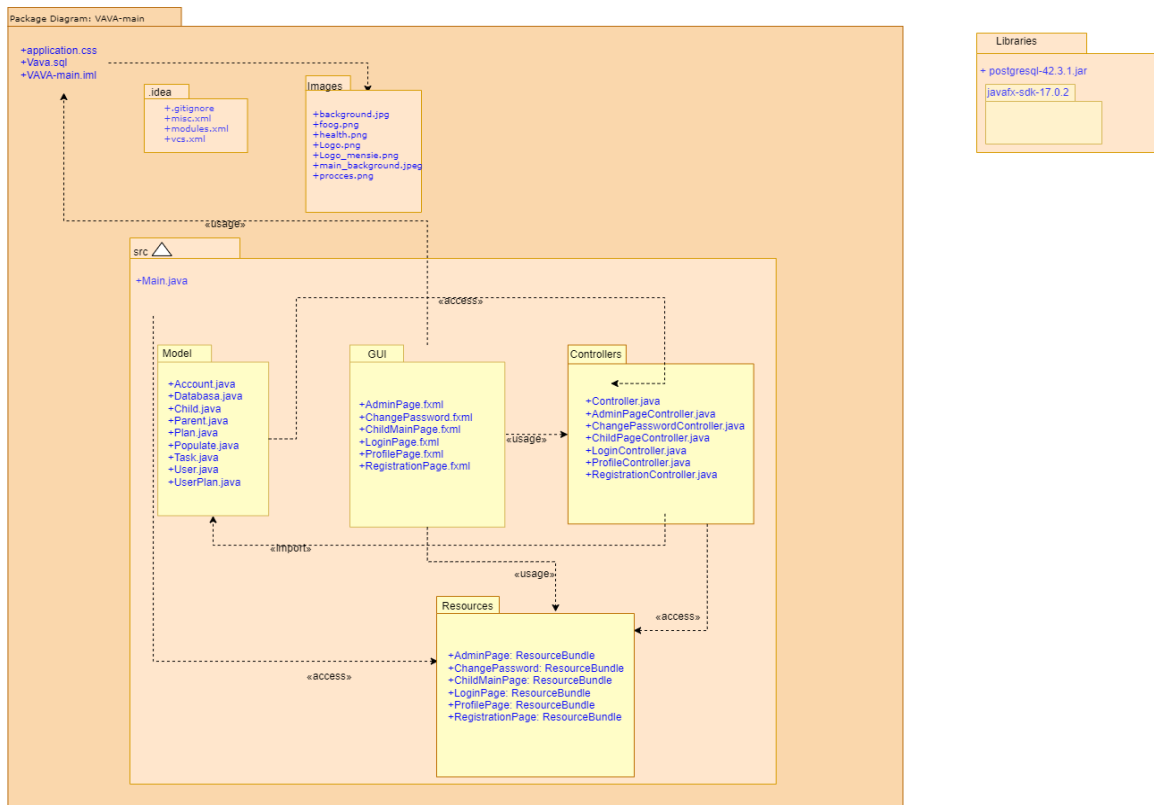 Package Diagram: VAVA-main
+application.css
+Vava.sql
+VAVA-main.iml
.idea
+.gitignore
+misc.xml
+modules.xml
+vcs.xml
Images
+background.jpg
+foog.png
+health.png
+Logo.png
+Logo_mensie.png
+main_background.jpeg
+procces.png
Libraries
+ postgresql-42.3.1.jar
javafx-sdk-17.0.2
«usage»
src
+Main.java
«access»
Model
+Account.java
+Databasa.java
+Child.java
+Parent.java
+Plan.java
+Populate.java
+Task.java
+User.java
+UserPlan.java
GUI
+AdminPage.fxml
+ChangePassword.fxml
+ChildMainPage.fxml
+LoginPage.fxml
+ProfilePage.fxml
+RegistrationPage.fxml
«usage»
Controllers
+Controller.java
+AdminPageController.java
+ChangePasswordController.java
+ChildPageController.java
+LoginController.java
+ProfileController.java
+RegistrationController.java
«import»
«usage»
«access»
Resources
+AdminPage: ResourceBundle
+ChangePassword: ResourceBundle
+ChildMainPage: ResourceBundle
+LoginPage: ResourceBundle
+ProfilePage: ResourceBundle
+RegistrationPage: ResourceBundle
«access»